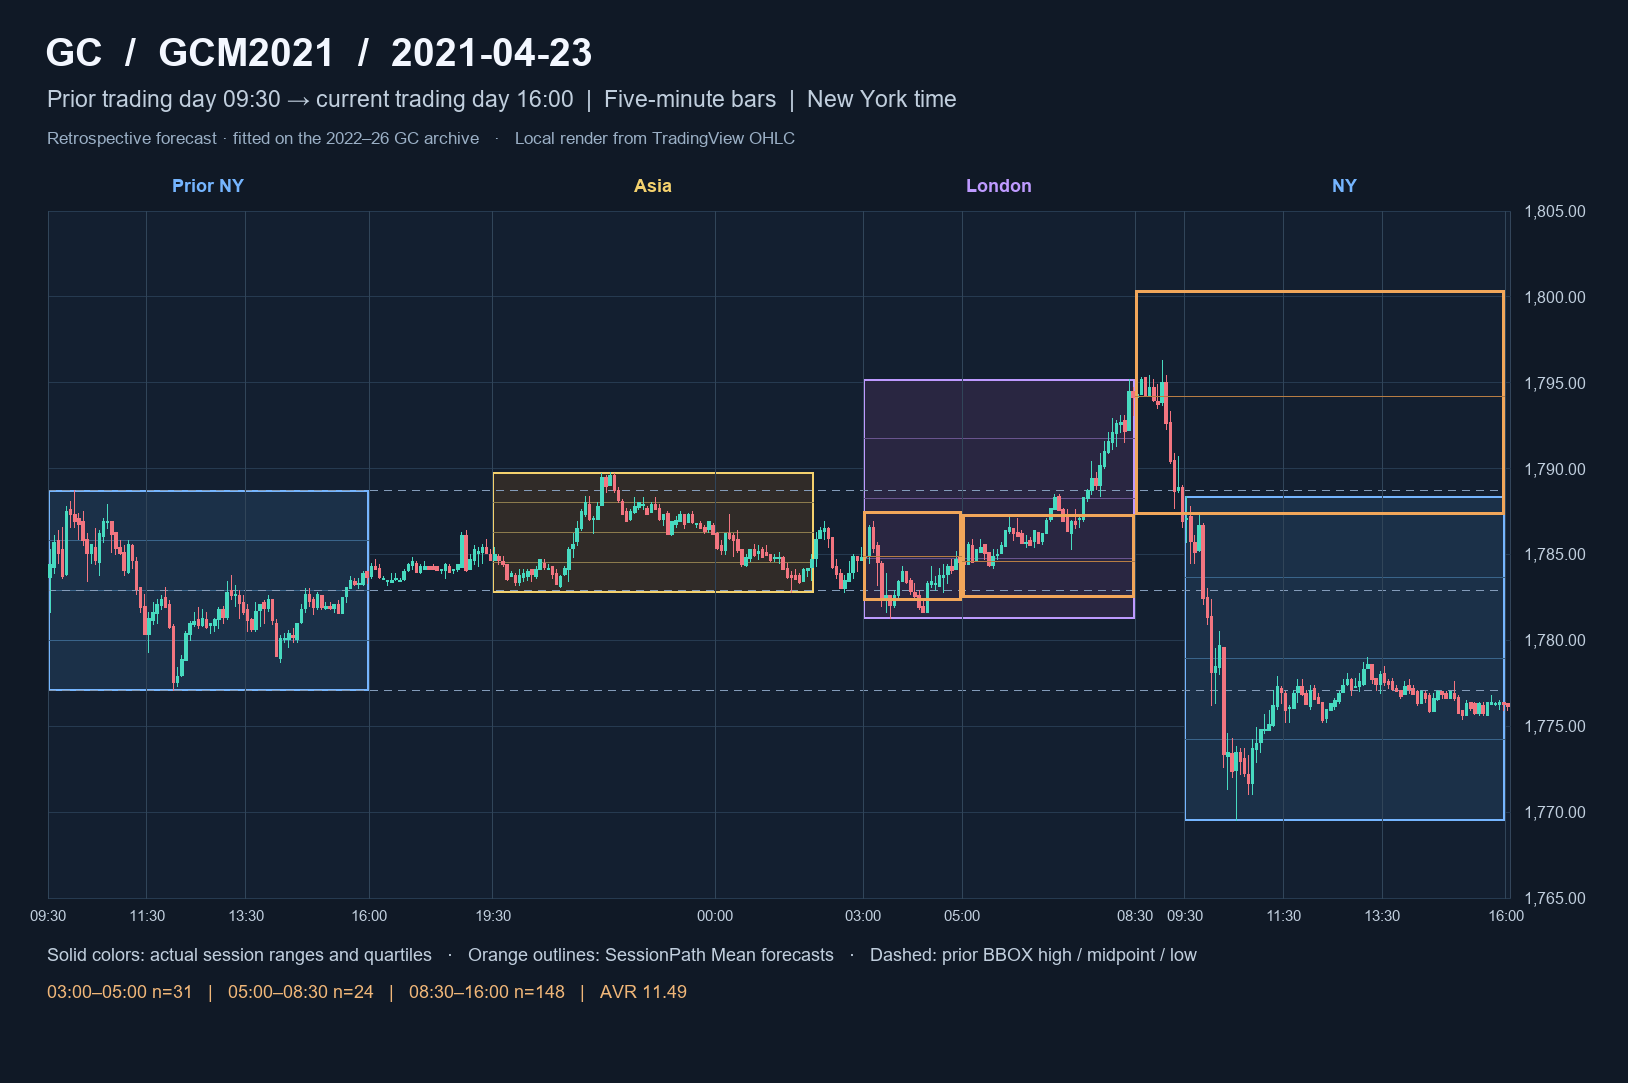 GC / GCM2021 / 2021-04-23
Prior trading day 09:30 → current trading day 16:00 | Five-minute bars | New York time
Retrospective forecast · fitted on the 2022–26 GC archive · Local render from TradingView OHLC
Prior NY Asia London NY
1,805.00
1,800.00
1,795.00
1,790.00
1,785.00
1,780.00
1,775.00
1,770.00
1,765.00
09:30 11:30 13:30 16:00 19:30 00:00 03:00 05:00 08:30 09:30 11:30 13:30 16:00
Solid colors: actual session ranges and quartiles · Orange outlines: SessionPath Mean forecasts · Dashed: prior BBOX high / midpoint / low
03:00–05:00 n=31 | 05:00–08:30 n=24 | 08:30–16:00 n=148 | AVR 11.49